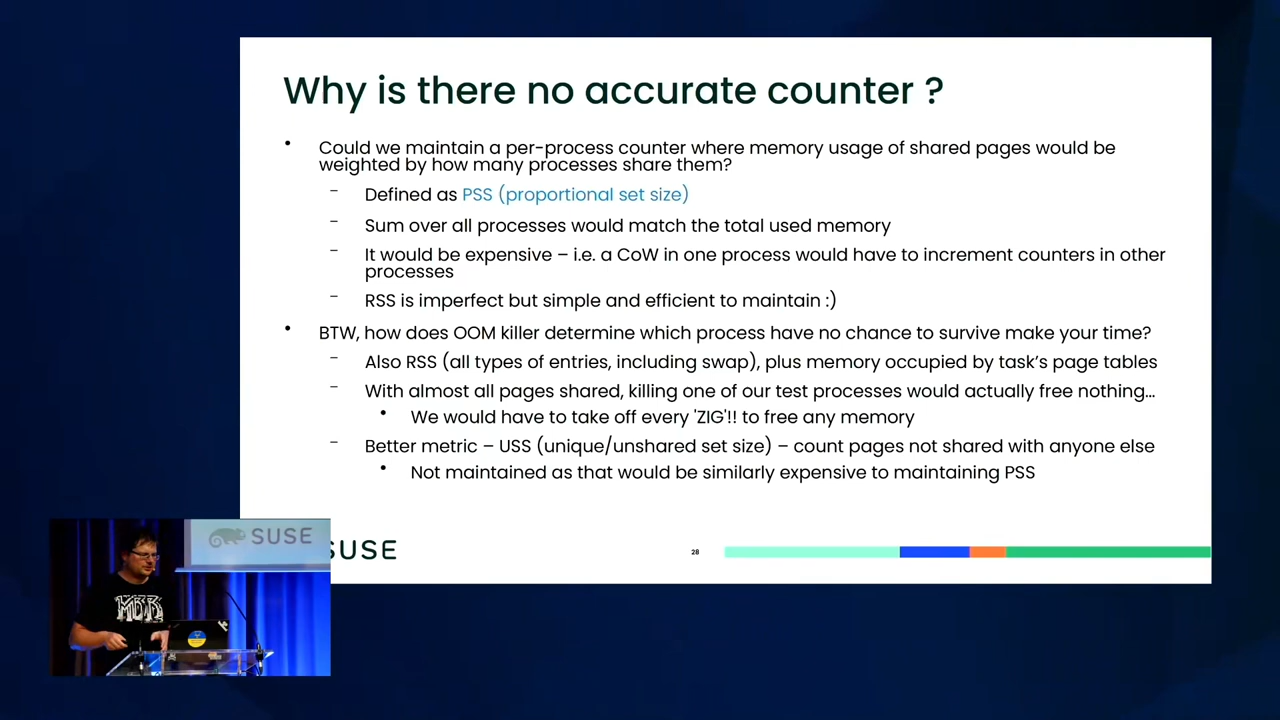 Why is there no accurate counter ?
• Could we maintain a per-process counter where memory usage of shared pages would be
weighted by how many processes share them?
– Defined as PSS (proportional set size)
– Sum over all processes would match the total used memory
– It would be expensive – i.e. a CoW in one process would have to increment counters in other
processes
– RSS is imperfect but simple and efficient to maintain :)
• BTW, how does OOM killer determine which process have no chance to survive make your time?
– Also RSS (all types of entries, including swap), plus memory occupied by task's page tables
– With almost all pages shared, killing one of our test processes would actually free nothing…
• We would have to take off every 'ZIG'!! to free any memory
– Better metric – USS (unique/unshared set size) – count pages not shared with anyone else
• Not maintained as that would be similarly expensive to maintaining PSS
SUSE
SUSE
28